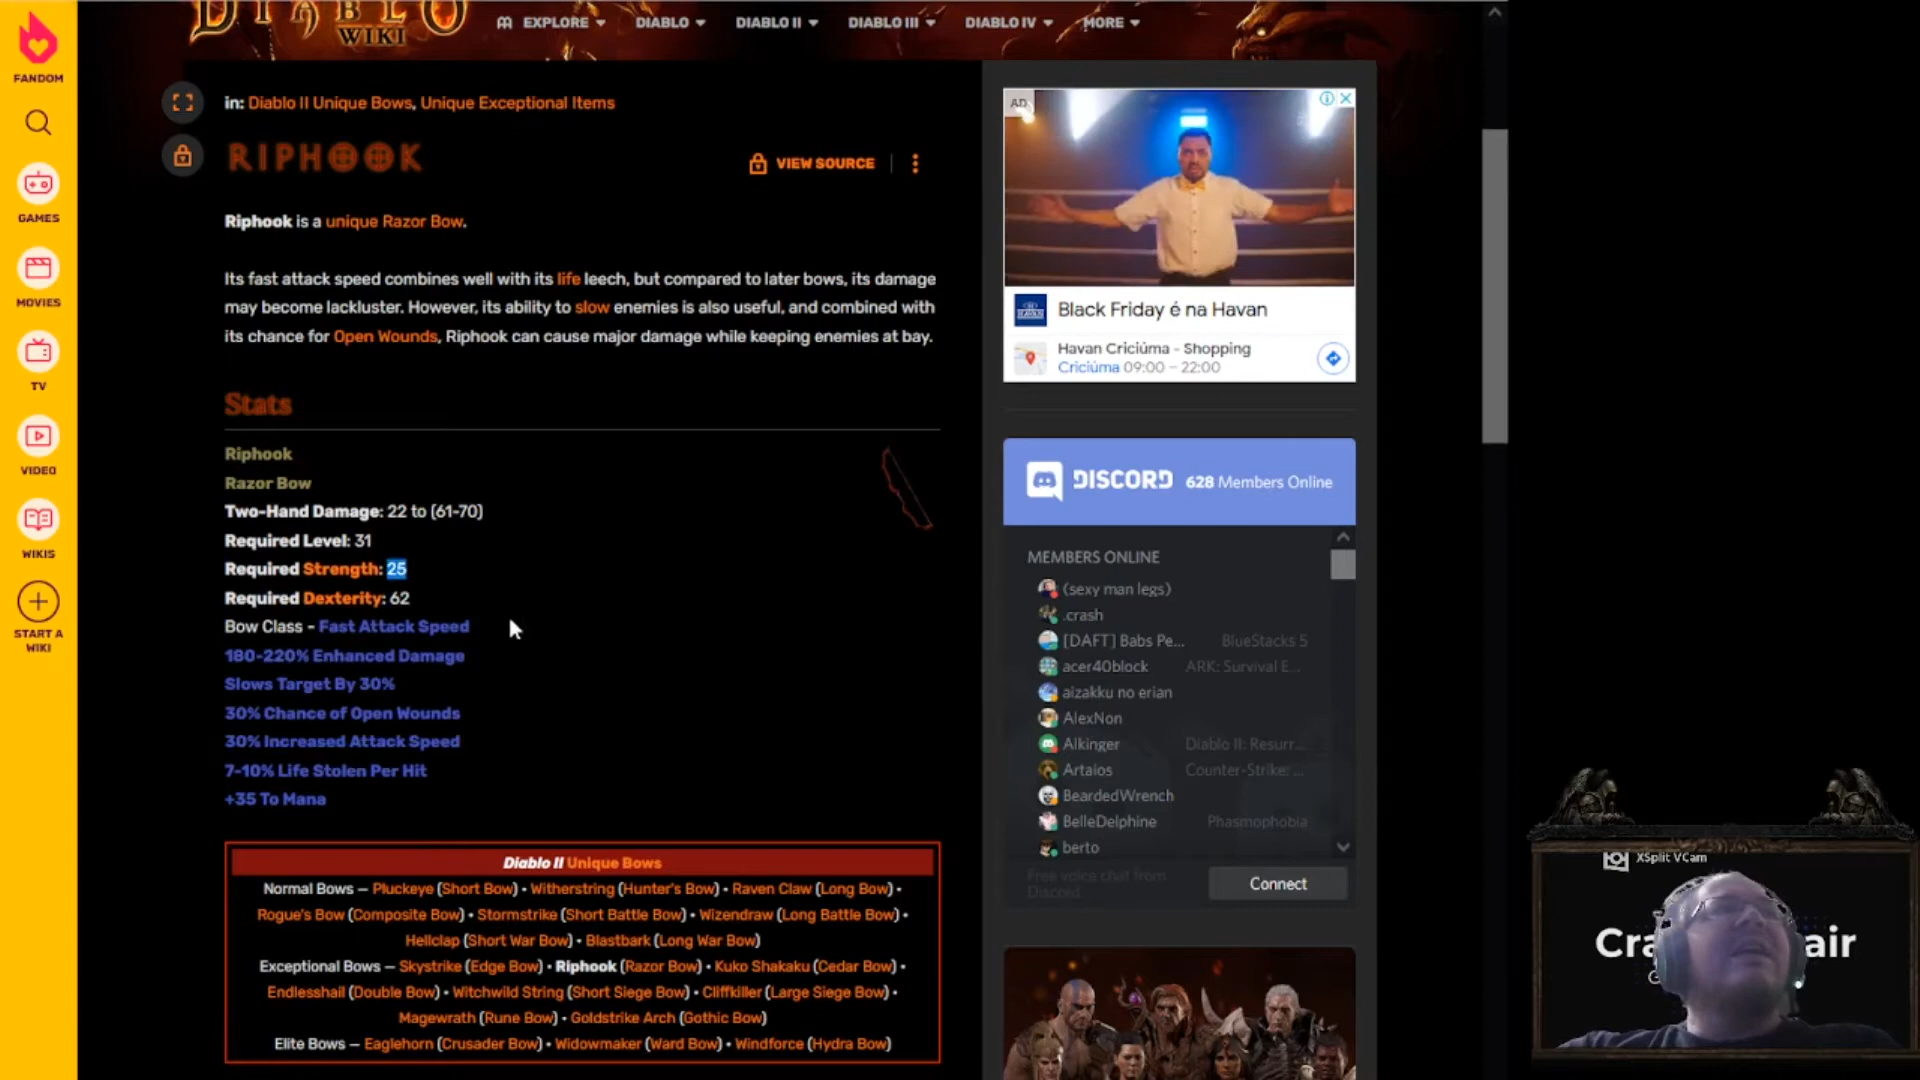 DIABLO
WIKI
EXPLORE
DIABLO
DIABLO II
DIABLO III
DIABLO IV
MORE
FANDOM
GAMES
MOVIES
TV
VIDEO
WIKIS
START A
WIKI
in: Diablo II Unique Bows, Unique Exceptional Items
RIPHOOK
VIEW SOURCE
Riphook is a unique Razor Bow.
Its fast attack speed combines well with its life leech, but compared to later bows, its damage
may become lackluster. However, its ability to slow enemies is also useful, and combined with
its chance for Open Wounds, Riphook can cause major damage while keeping enemies at bay.
Stats
Riphook
Razor Bow
Two-Hand Damage: 22 to (61-70)
Required Level: 31
Required Strength: 25
Required Dexterity: 62
Bow Class - Fast Attack Speed
180-220% Enhanced Damage
Slows Target By 30%
30% Chance of Open Wounds
30% Increased Attack Speed
7-10% Life Stolen Per Hit
+35 To Mana
Diablo II Unique Bows
Normal Bows — Pluckeye (Short Bow) • Witherstring (Hunter's Bow) • Raven Claw (Long Bow) •
Rogue's Bow (Composite Bow) • Stormstrike (Short Battle Bow) • Wizendraw (Long Battle Bow) •
Hellclap (Short War Bow) • Blastbark (Long War Bow)
Exceptional Bows — Skystrike (Edge Bow) • Riphook (Razor Bow) • Kuko Shakaku (Cedar Bow) •
Endlesshail (Double Bow) • Witchwild String (Short Siege Bow) • Cliffkiller (Large Siege Bow) •
Magewrath (Rune Bow) • Goldstrike Arch (Gothic Bow)
Elite Bows — Eaglehorn (Crusader Bow) • Widowmaker (Ward Bow) • Windforce (Hydra Bow)
AD
Black Friday é na Havan
Havan Criciúma - Shopping
Criciúma 09:00 – 22:00
DISCORD 628 Members Online
MEMBERS ONLINE
(sexy man legs)
.crash
[DAFT] Babs Pe... BlueStacks 5
acer40block ARK: Survival E...
aizakku no erian
AlexNon
Alkinger Diablo II: Resurr...
Artaios Counter-Strike: ...
BeardedWrench
BelleDelphine Phasmophobia
berto
Free voice chat from
Discord
Connect
XSplit VCam
Cra air